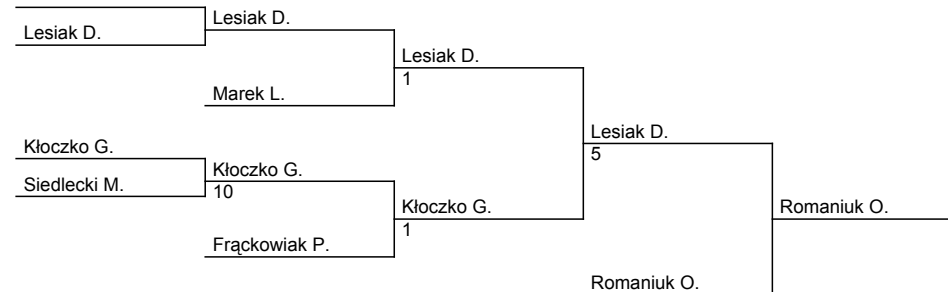 Lesiak D.
Lesiak D.
Lesiak D.
1
Marek L.
Lesiak D.
5
Kłoczko G.
Kłoczko G.
10
Siedlecki M.
Kłoczko G.
1
Romaniuk O.
Frąckowiak P.
Romaniuk O.